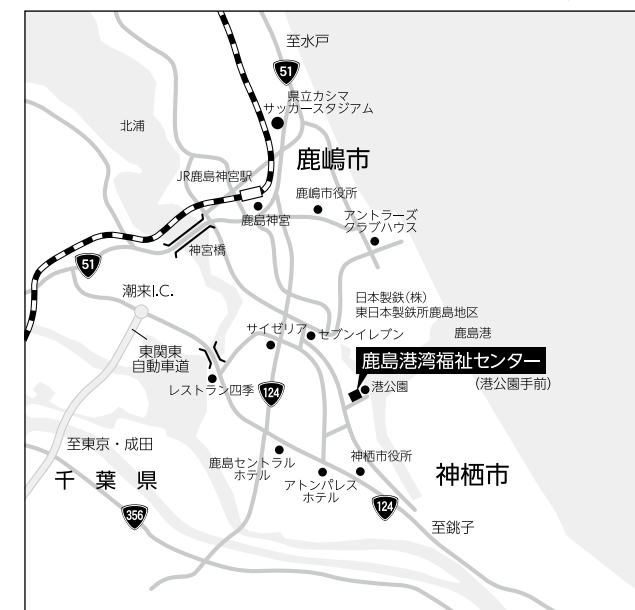 至水戸
51
県立カシマ
サッカースタジアム
北浦
鹿嶋市
JR鹿島神宮駅
鹿嶋市役所
鹿島神宮
アントラーズ
クラブハウス
神宮橋
51
潮来I.C.
日本製鉄(株)
東日本製鉄所鹿島地区
サイゼリア
セブンイレブン
鹿島港
東関東
自動車道
鹿島港湾福祉センター
(港公園手前)
港公園
レストラン四季
124
至東京・成田
千葉県
鹿島セントラル
ホテル
アトンパレス
ホテル
神栖市役所
神栖市
124
356
至銚子